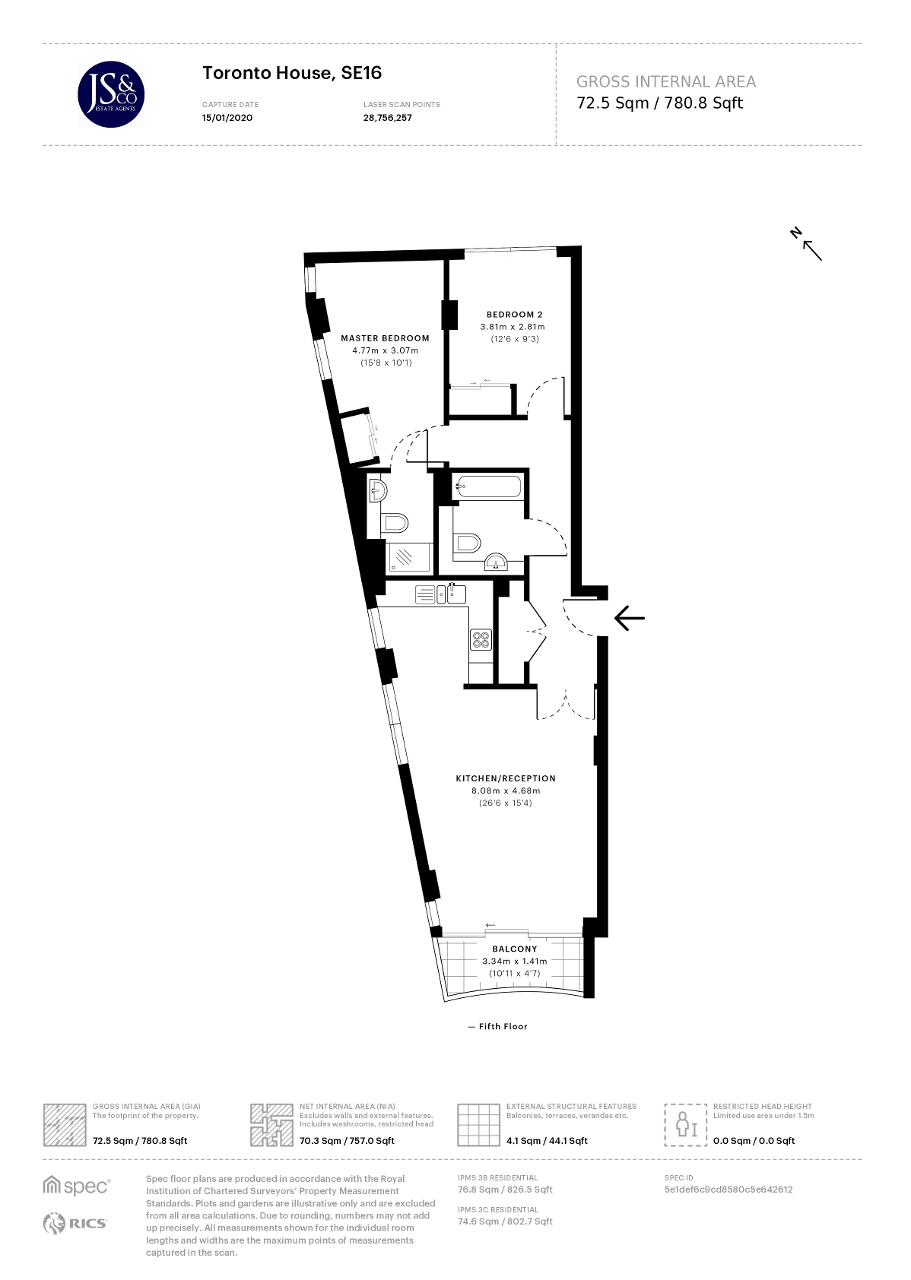 JS&
CO
ESTATE AGENTS
Toronto House, SE16
CAPTURE DATE
15/01/2020
LASER SCAN POINTS
28,756,257
GROSS INTERNAL AREA
72.5 Sqm / 780.8 Sqft
N
BEDROOM 2
3.81m x 2.81m
(12'6 x 9'3)
MASTER BEDROOM
4.77m x 3.07m
(15'8 x 10'1)
KITCHEN/RECEPTION
8.08m x 4.68m
(26'6 x 15'4)
BALCONY
3.34m x 1.41m
(10'11 x 4'7)
— Fifth Floor
GROSS INTERNAL AREA (GIA)
The footprint of the property.
72.5 Sqm / 780.8 Sqft
NET INTERNAL AREA (NIA)
Excludes walls and external features.
Includes washrooms, restricted head
70.3 Sqm / 757.0 Sqft
EXTERNAL STRUCTURAL FEATURES
Balconies, terraces, verandas etc.
4.1 Sqm / 44.1 Sqft
RESTRICTED HEAD HEIGHT
Limited use area under 1.5m
0.0 Sqm / 0.0 Sqft
spec
RICS
Spec floor plans are produced in accordance with the Royal
Institution of Chartered Surveyors' Property Measurement
Standards. Plots and gardens are illustrative only and are excluded
from all area calculations. Due to rounding, numbers may not add
up precisely. All measurements shown for the individual room
lengths and widths are the maximum points of measurements
captured in the scan.
IPMS 3B RESIDENTIAL
76.8 Sqm / 826.5 Sqft
IPMS 3C RESIDENTIAL
74.6 Sqm / 802.7 Sqft
SPEC ID
5e1def6c9cd8580c5e642612